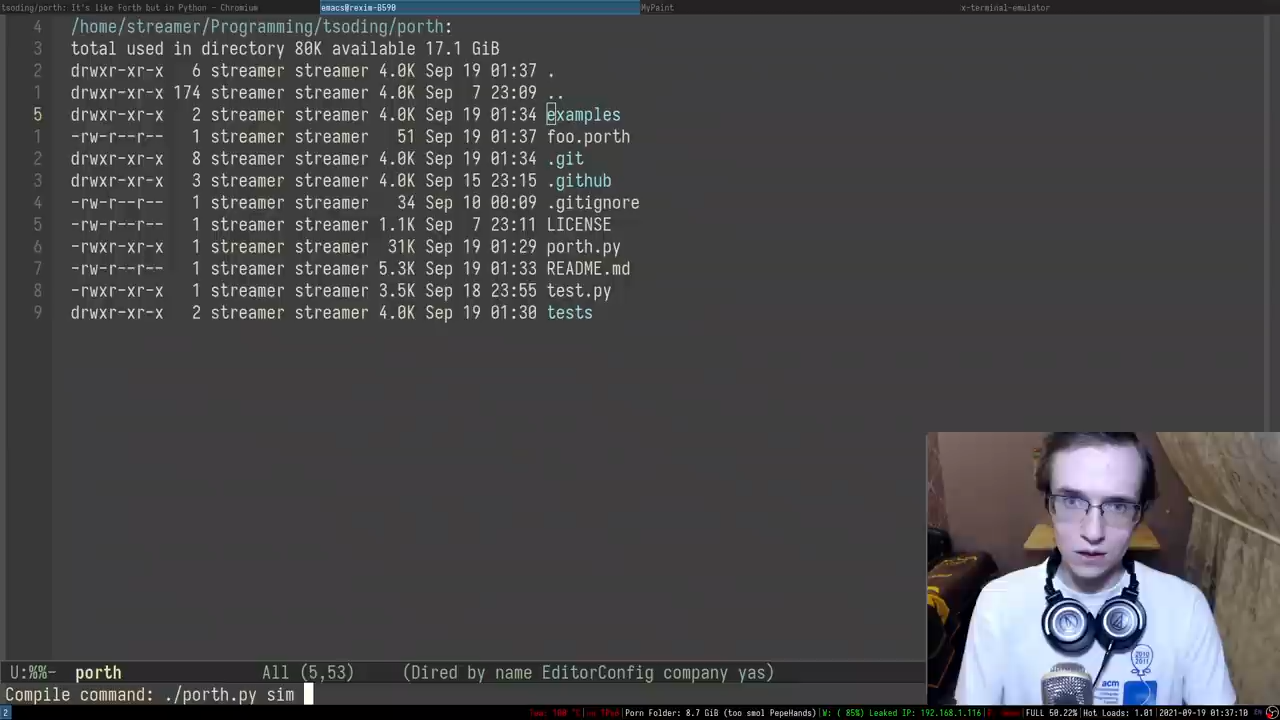 tsoding/porth: It's like Forth but in Python - Chromium
emacs@rexim-B590
MyPaint
x-terminal-emulator
4 /home/streamer/Programming/tsoding/porth:
3 total used in directory 80K available 17.1 GiB
2 drwxr-xr-x 6 streamer streamer 4.0K Sep 19 01:37 .
1 drwxr-xr-x 174 streamer streamer 4.0K Sep 7 23:09 ..
5 drwxr-xr-x 2 streamer streamer 4.0K Sep 19 01:34 examples
1 -rw-r--r-- 1 streamer streamer 51 Sep 19 01:37 foo.porth
2 drwxr-xr-x 8 streamer streamer 4.0K Sep 19 01:34 .git
3 drwxr-xr-x 3 streamer streamer 4.0K Sep 15 23:15 .github
4 -rw-r--r-- 1 streamer streamer 34 Sep 10 00:09 .gitignore
5 -rw-r--r-- 1 streamer streamer 1.1K Sep 7 23:11 LICENSE
6 -rwxr-xr-x 1 streamer streamer 31K Sep 19 01:29 porth.py
7 -rw-r--r-- 1 streamer streamer 5.3K Sep 19 01:33 README.md
8 -rwxr-xr-x 1 streamer streamer 3.5K Sep 18 23:55 test.py
9 drwxr-xr-x 2 streamer streamer 4.0K Sep 19 01:30 tests
2010
2011
acm
U:%%- porth All (5,53) (Dired by name EditorConfig company yas)
Compile command: ./porth.py sim
2
Porn Folder: 8.7 GiB (too smol PepeHands) W: ( 85%) Leaked IP: 192.168.1.116 FULL 50.22% Hot Loads: 1.01 2021-09-19 01:37:10 EN